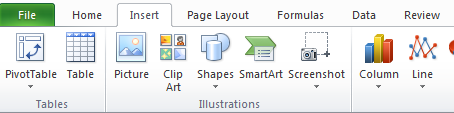 File Home Insert Page Layout Formulas Data Review
PivotTable Table Picture Clip Art Shapes SmartArt Screenshot Column Line
Tables Illustrations